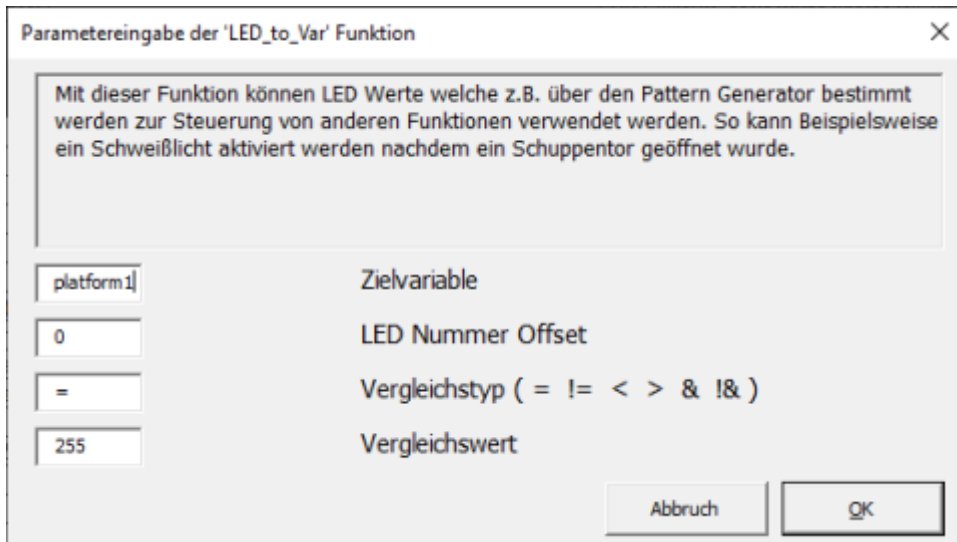 Parametereingabe der 'LED_to_Var' Funktion
Mit dieser Funktion können LED Werte welche z.B. über den Pattern Generator bestimmt
werden zur Steuerung von anderen Funktionen verwendet werden. So kann Beispielsweise
ein Schweißlicht aktiviert werden nachdem ein Schuppentor geöffnet wurde.
platform1 Zielvariable
0 LED Nummer Offset
= Vergleichstyp ( = != < > & !& )
255 Vergleichswert
Abbruch OK